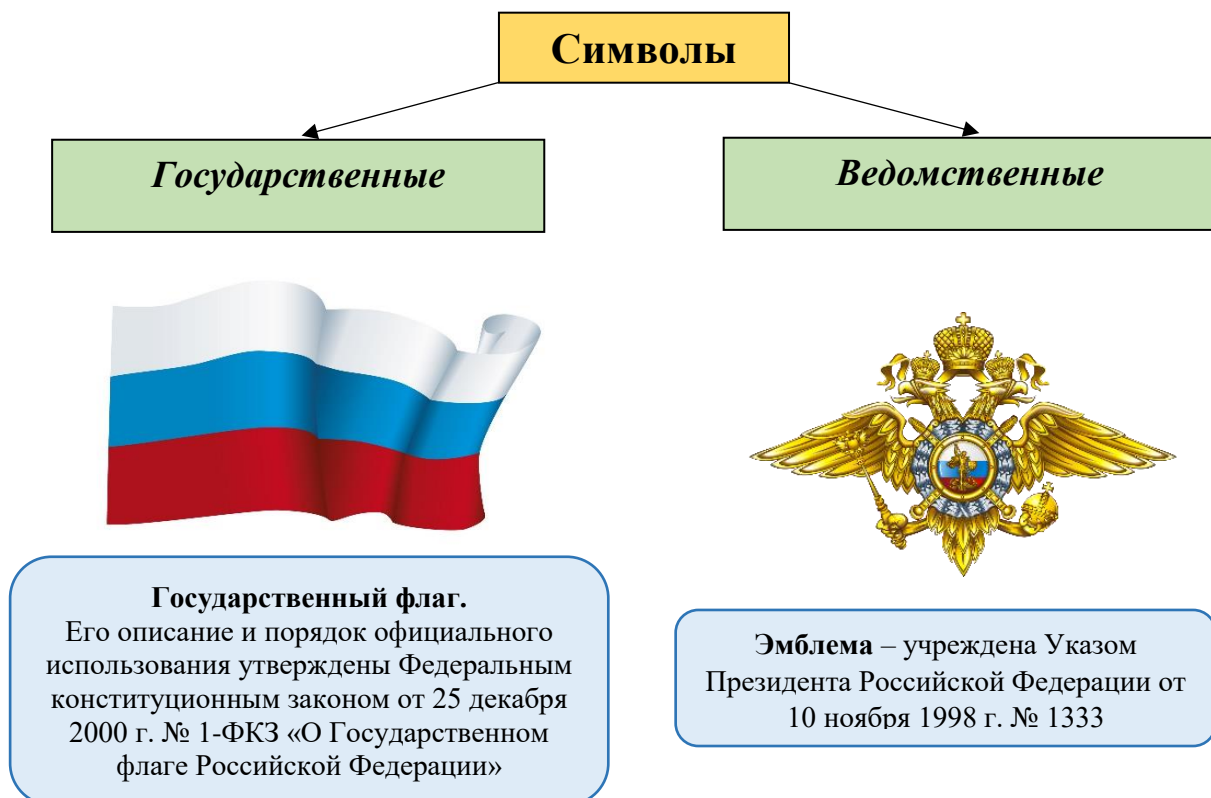 Символы
Государственные
Ведомственные
Государственный флаг.
Его описание и порядок официального
использования утверждены Федеральным
конституционным законом от 25 декабря
2000 г. № 1-ФКЗ «О Государственном
флаге Российской Федерации»
Эмблема – учреждена Указом
Президента Российской Федерации от
10 ноября 1998 г. № 1333